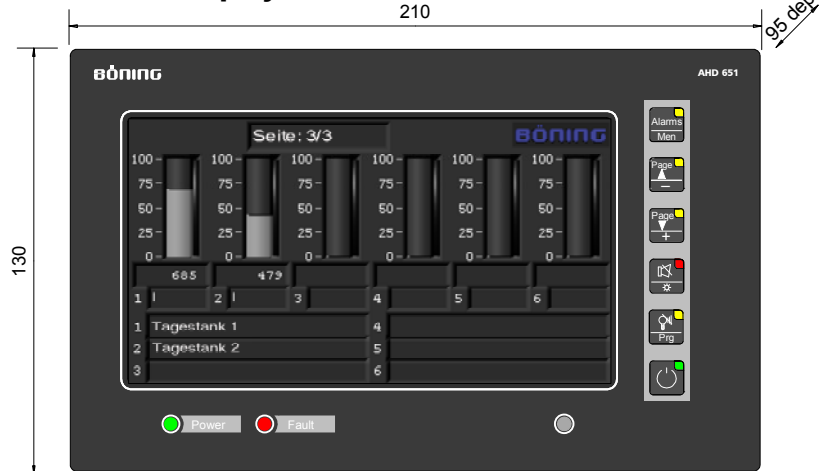 210
95 dep
BÖNING
AHD 651
130
Seite: 3/3
BÖNING
100 100 100 100 100 100
75 75 75 75 75 75
50 50 50 50 50 50
25 25 25 25 25 25
0 0 0 0 0 0
685 479
1 l 2 l 3 4 5 6
1 Tagestank 1 4
2 Tagestank 2 5
3 6
Alarms
Men
Page
–
Page
+
Prg
Power Fault